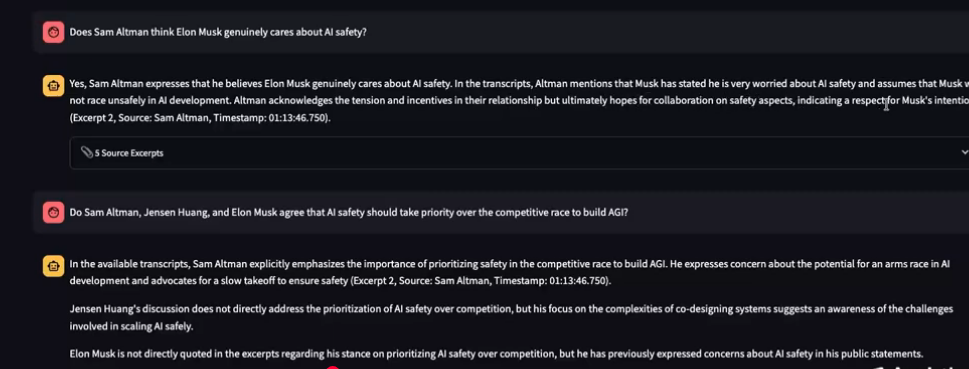 Does Sam Altman think Elon Musk genuinely cares about AI safety?
Yes, Sam Altman expresses that he believes Elon Musk genuinely cares about AI safety. In the transcripts, Altman mentions that Musk has stated he is very worried about AI safety and assumes that Musk
not race unsafely in AI development. Altman acknowledges the tension and incentives in their relationship but ultimately hopes for collaboration on safety aspects, indicating a respect for Musk's
(Excerpt 2, Source: Sam Altman, Timestamp: 01:13:46.750).
5 Source Excerpts
Do Sam Altman, Jensen Huang, and Elon Musk agree that AI safety should take priority over the competitive race to build AGI?
In the available transcripts, Sam Altman explicitly emphasizes the importance of prioritizing safety in the competitive race to build AGI. He expresses concern about the potential for an arms race in AI
development and advocates for a slow takeoff to ensure safety (Excerpt 2, Source: Sam Altman, Timestamp: 01:13:46.750).
Jensen Huang's discussion does not directly address the prioritization of AI safety over competition, but his focus on the complexities of co-designing systems suggests an awareness of the challenges
involved in scaling AI safely.
Elon Musk is not directly quoted in the excerpts regarding his stance on prioritizing AI safety over competition, but he has previously expressed concerns about AI safety in his public statements.